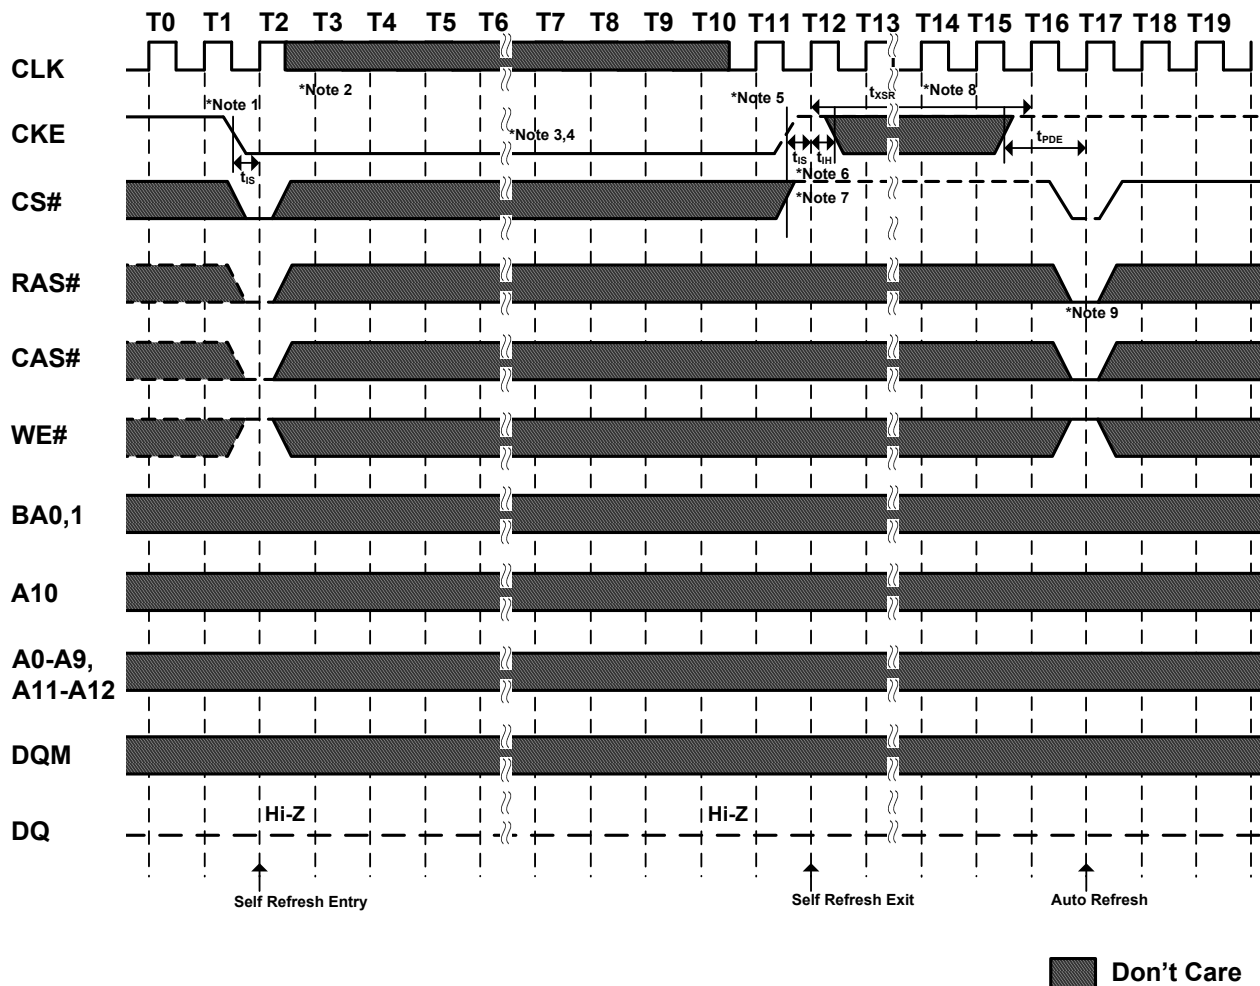 T0 T1 T2 T3 T4 T5 T6 T7 T8 T9 T10 T11 T12 T13 T14 T15 T16 T17 T18 T19
CLK
*Note 1
*Note 2
*Note 5
tXSR
*Note 8
CKE
*Note 3,4
tPDE
tIS
tIS
tIH
*Note 6
CS#
*Note 7
RAS#
*Note 9
CAS#
WE#
BA0,1
A10
A0-A9,
A11-A12
DQM
Hi-Z
Hi-Z
DQ
Self Refresh Entry
Self Refresh Exit
Auto Refresh
Don't Care